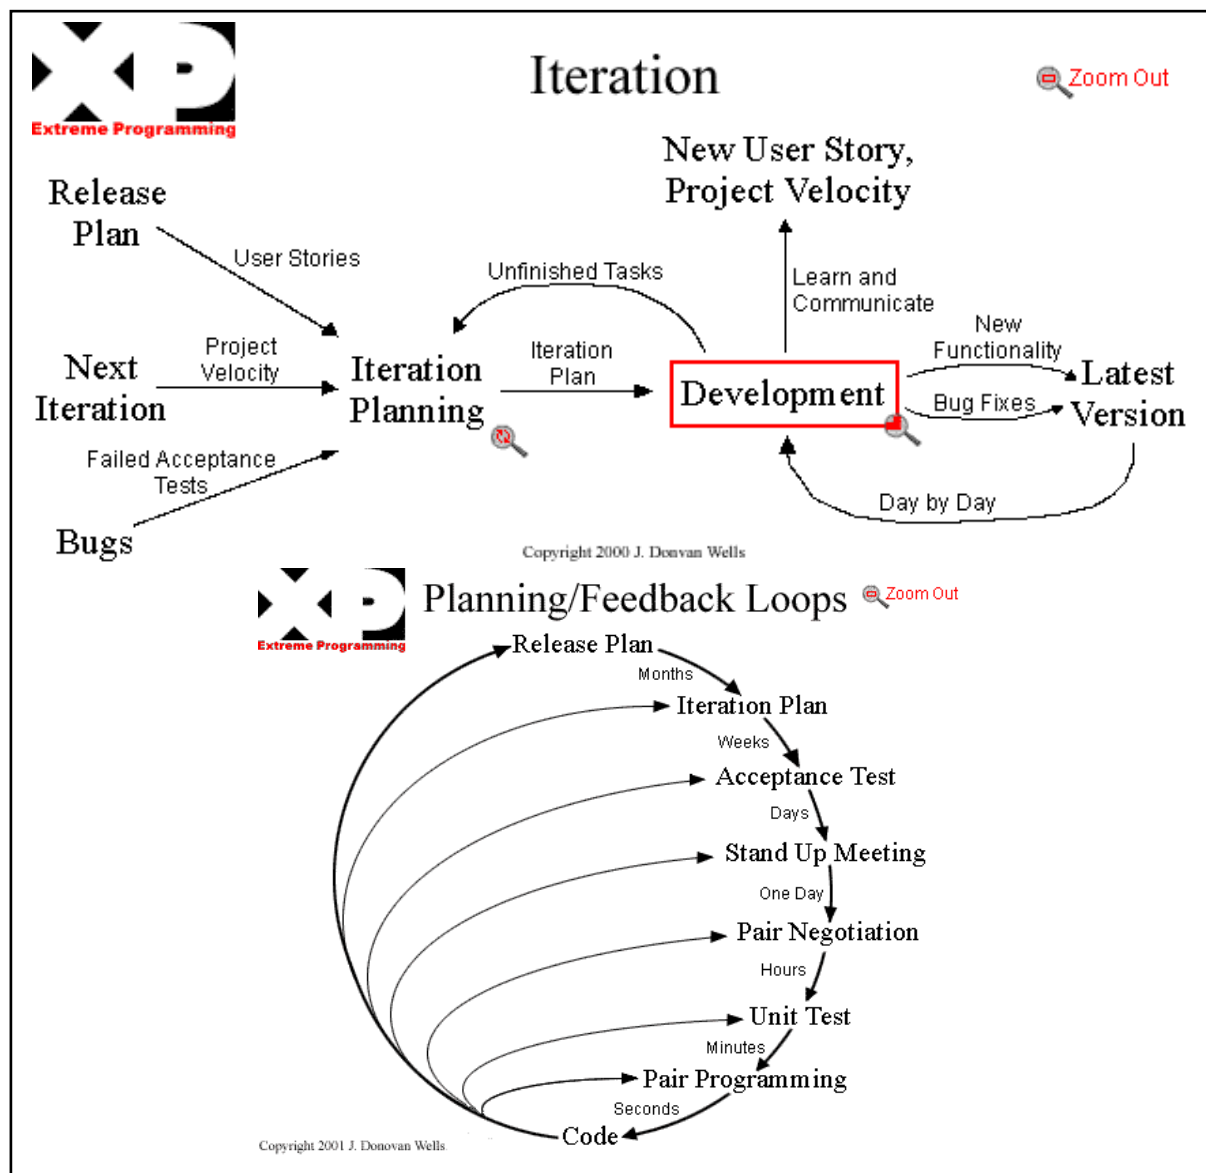 XP
Extreme Programming
Iteration
Zoom Out
New User Story,
Project Velocity
Release
Plan
User Stories
Unfinished Tasks
Learn and
Communicate
Next
Iteration
Project
Velocity
Iteration
Planning
Iteration
Plan
Development
New
Functionality
Bug Fixes
Latest
Version
Failed Acceptance
Tests
Bugs
Day by Day
Copyright 2000 J. Donvan Wells
XP
Extreme Programming
Planning/Feedback Loops
Zoom Out
Release Plan
Months
Iteration Plan
Weeks
Acceptance Test
Days
Stand Up Meeting
One Day
Pair Negotiation
Hours
Unit Test
Minutes
Pair Programming
Seconds
Code
Copyright 2001 J. Donovan Wells